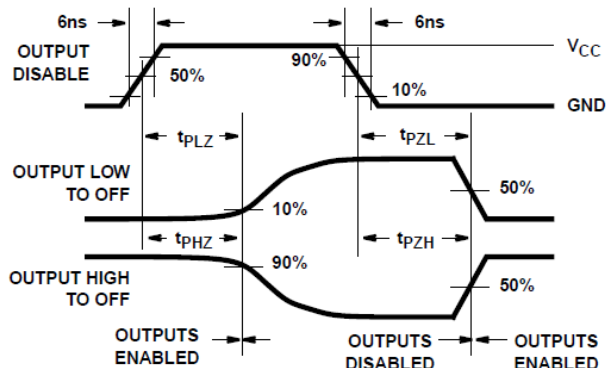 6ns
6ns
OUTPUT
DISABLE
50%
90%
10%
VCC
GND
tPLZ
tPZL
OUTPUT LOW
TO OFF
10%
50%
tPHZ
tPZH
OUTPUT HIGH
TO OFF
90%
50%
OUTPUTS
ENABLED
OUTPUTS
DISABLED
OUTPUTS
ENABLED